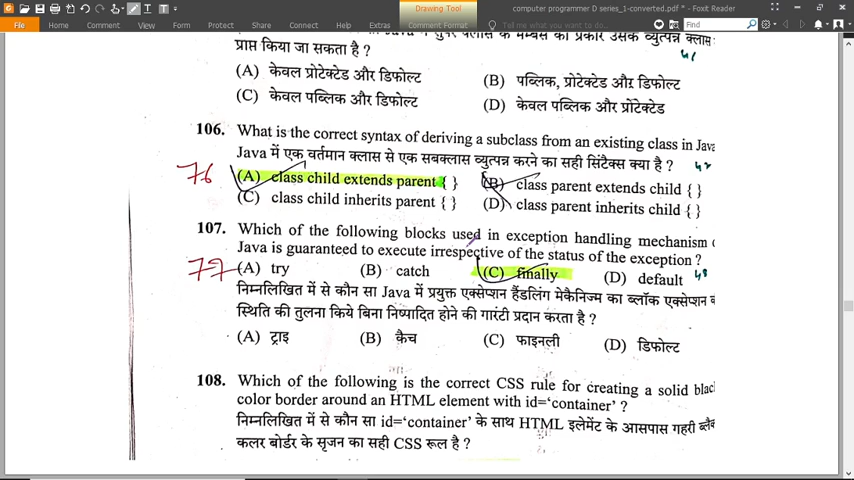 Drawing Tool
computer programmer D series_1-converted.pdf * - Foxit Reader
File Home Comment View Form Protect Share Help Comment Format Tell me what you want to do... Find
प्राप्त किया जा सकता है ?
(A) केवल प्रोटेक्टेड और डिफोल्ट (B) पब्लिक, प्रोटेक्टेड और डिफोल्ट
(C) केवल पब्लिक और डिफोल्ट (D) केवल पब्लिक और प्रोटेक्टेड
106. What is the correct syntax of deriving a subclass from an existing class in Java
Java में एक वर्तमान क्लास से एक सबक्लास व्युत्पन्न करने का सही सिंटैक्स क्या है ?
76 (A) class child extends parent { } (B) class parent extends child { }
(C) class child inherits parent { } (D) class parent inherits child { }
107. Which of the following blocks used in exception handling mechanism
Java is guaranteed to execute irrespective of the status of the exception ?
77 (A) try (B) catch (C) finally (D) default
निम्नलिखित में से कौन सा Java में प्रयुक्त एक्सेप्शन हैंडलिंग मेकैनिज्म का ब्लॉक एक्सेप्शन
स्थिति की तुलना किये बिना निष्पादित होने की गारंटी प्रदान करता है ?
(A) ट्राइ (B) कैच (C) फाइनली (D) डिफोल्ट
108. Which of the following is the correct CSS rule for creating a solid blac
color border around an HTML element with id=‘container’ ?
निम्नलिखित में से कौन सा id=‘container’ के साथ HTML इलेमेंट के आसपास गहरी ब्लैक
कलर बोर्डर के सृजन का सही CSS रूल है ?